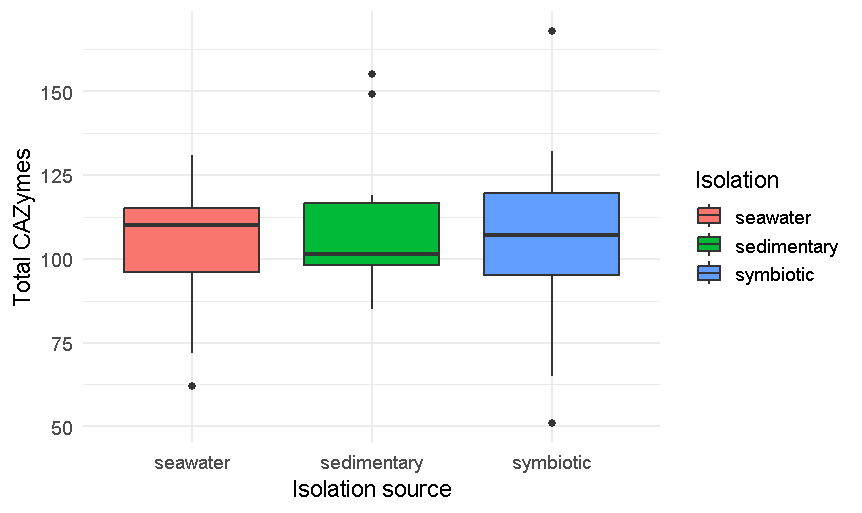 Total CAZymes
150
125
100
75
50
seawater
sedimentary
symbiotic
Isolation source
Isolation
seawater
sedimentary
symbiotic